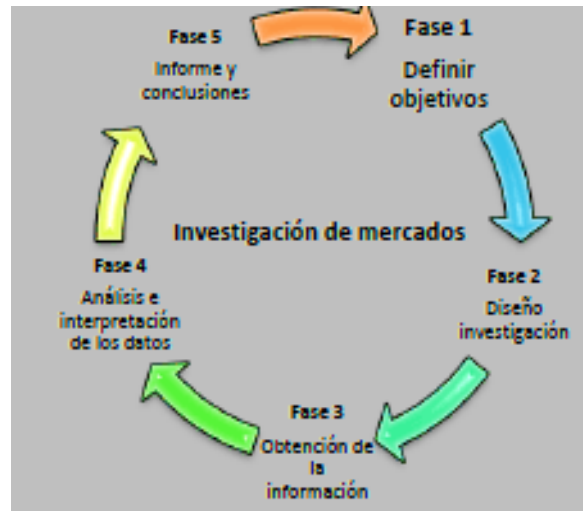 Fase 1
Definir
objetivos
Fase 2
Diseño
investigación
Fase 3
Obtención de
la
información
Fase 4
Análisis e
interpretación
de los datos
Fase 5
Informe y
conclusiones
Investigación de mercados